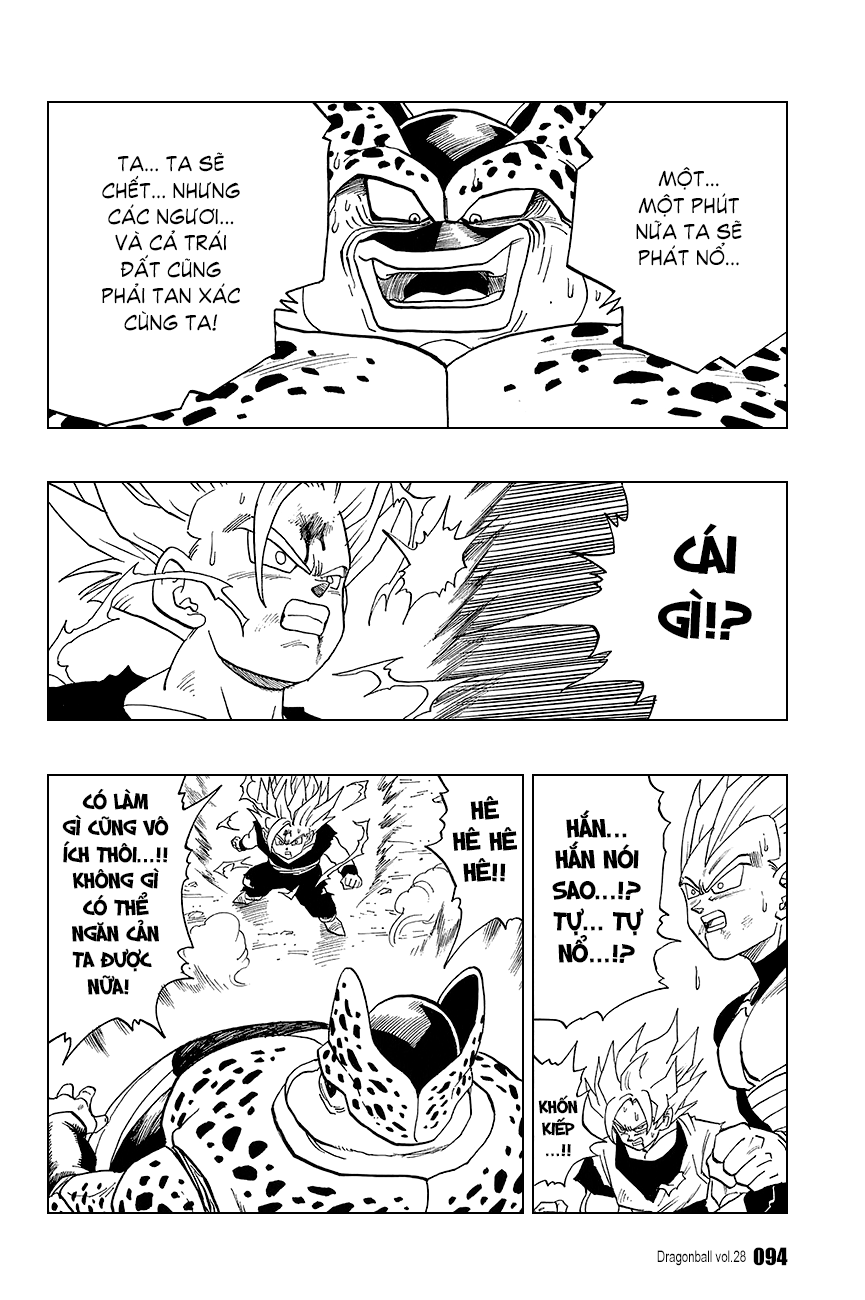 MỘT...
MỘT PHÚT
NỮA TA SẼ
PHÁT NỔ...
TA... TA SẼ
CHẾT... NHƯNG
CÁC NGƯƠI...
VÀ CẢ TRÁI
ĐẤT CŨNG
PHẢI TAN XÁC
CÙNG TA!
CÁI
GÌ!?
HẮN...
HẮN NÓI
SAO...!?
TỰ... TỰ
NỔ...!?
KHỐN
KIẾP
...!!
HÊ
HÊ HÊ
HÊ!!
CÓ LÀM
GÌ CŨNG VÔ
ÍCH THÔI...!!
KHÔNG GÌ
CÓ THỂ
NGĂN CẢN
TA ĐƯỢC
NỮA!
Dragonball vol.28 094